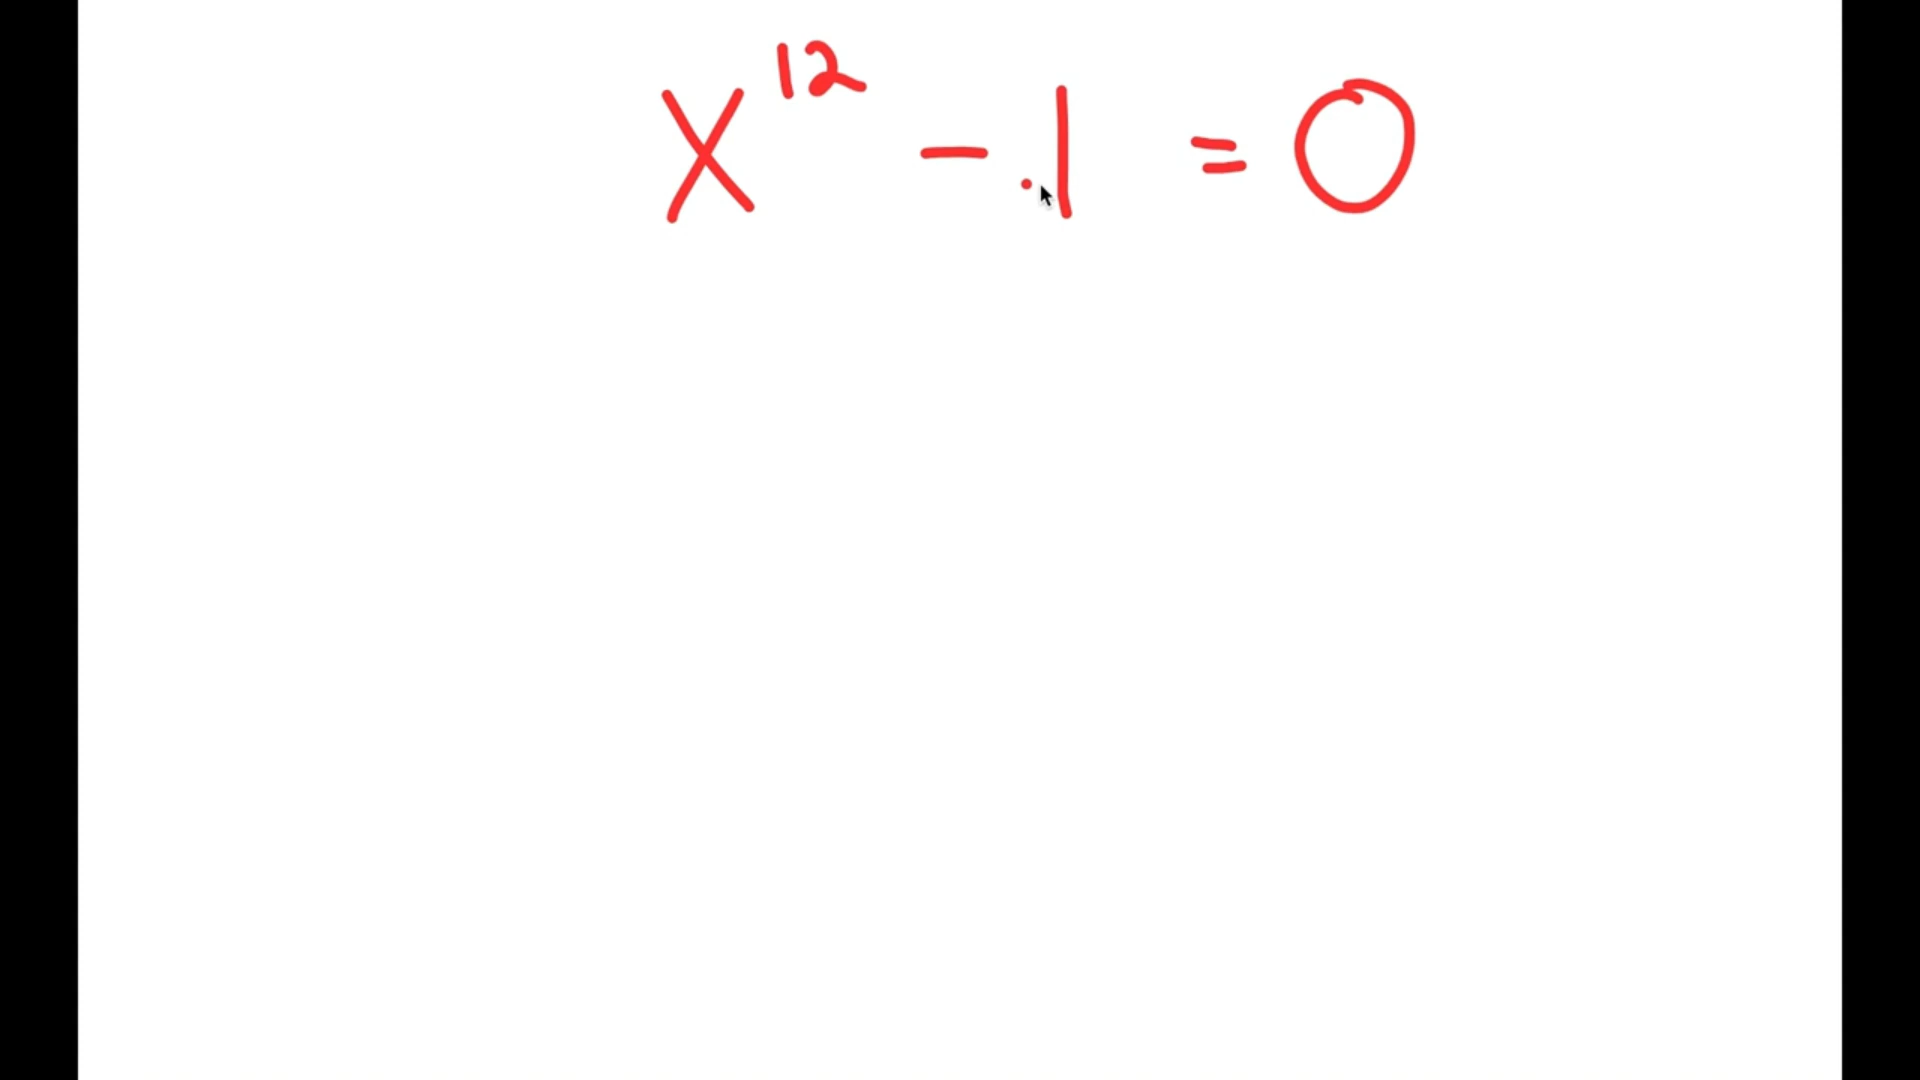 x¹² - .1 = 0